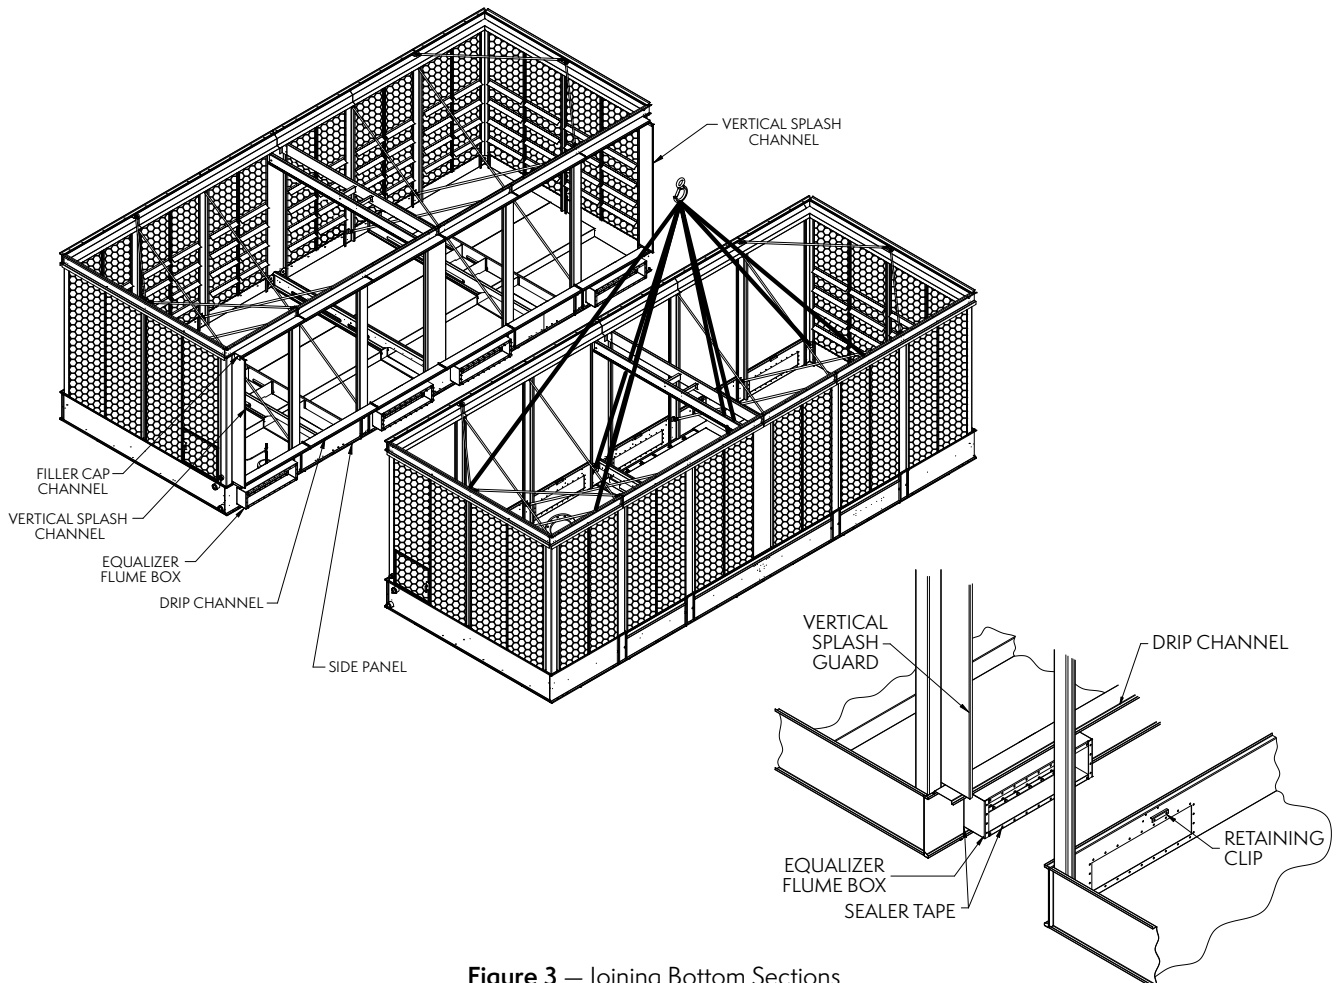 VERTICAL SPLASH
CHANNEL
FILLER CAP
CHANNEL
VERTICAL SPLASH
CHANNEL
EQUALIZER
FLUME BOX
DRIP CHANNEL
SIDE PANEL
VERTICAL
SPLASH
GUARD
DRIP CHANNEL
RETAINING
CLIP
EQUALIZER
FLUME BOX
SEALER TAPE
Figure 3 — Joining Bottom Sections